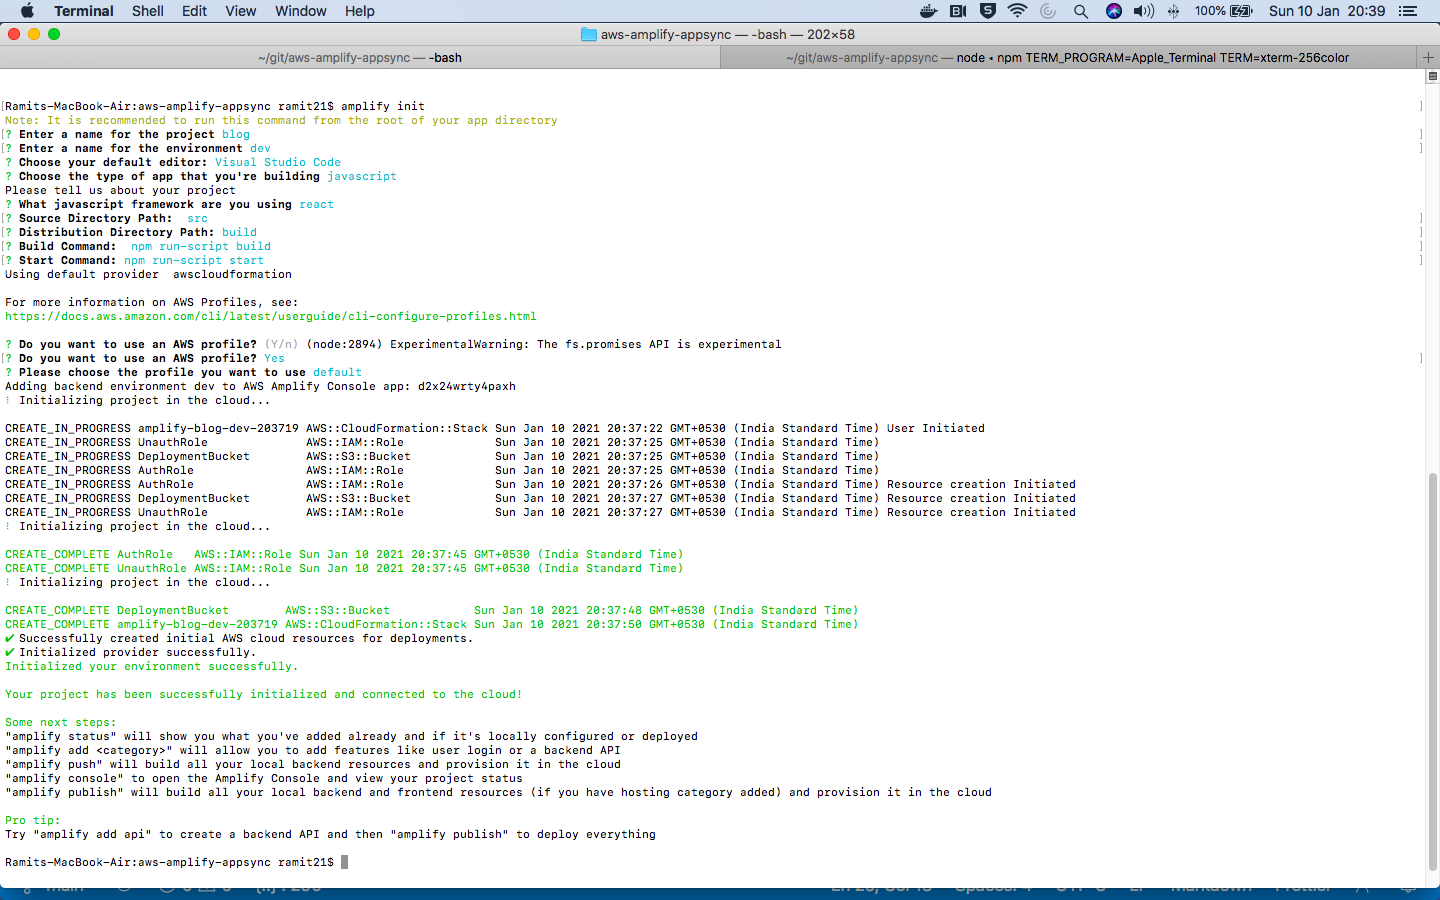 Terminal Shell Edit View Window Help 100% Sun 10 Jan 20:39
aws-amplify-appsync — -bash — 202×58
~/git/aws-amplify-appsync — -bash ~/git/aws-amplify-appsync — node ◂ npm TERM_PROGRAM=Apple_Terminal TERM=xterm-256color
[Ramits-MacBook-Air:aws-amplify-appsync ramit21$ amplify init ]
Note: It is recommended to run this command from the root of your app directory
[? Enter a name for the project blog ]
[? Enter a name for the environment dev ]
? Choose your default editor: Visual Studio Code
? Choose the type of app that you're building javascript
Please tell us about your project
? What javascript framework are you using react
[? Source Directory Path:  src ]
[? Distribution Directory Path: build ]
[? Build Command:  npm run-script build ]
[? Start Command: npm run-script start ]
Using default provider  awscloudformation
For more information on AWS Profiles, see:
https://docs.aws.amazon.com/cli/latest/userguide/cli-configure-profiles.html
? Do you want to use an AWS profile? (Y/n) (node:2894) ExperimentalWarning: The fs.promises API is experimental
[? Do you want to use an AWS profile? Yes ]
? Please choose the profile you want to use default
Adding backend environment dev to AWS Amplify Console app: d2x24wrty4paxh
⠇ Initializing project in the cloud...
CREATE_IN_PROGRESS amplify-blog-dev-203719 AWS::CloudFormation::Stack Sun Jan 10 2021 20:37:22 GMT+0530 (India Standard Time) User Initiated
CREATE_IN_PROGRESS UnauthRole AWS::IAM::Role Sun Jan 10 2021 20:37:25 GMT+0530 (India Standard Time)
CREATE_IN_PROGRESS DeploymentBucket AWS::S3::Bucket Sun Jan 10 2021 20:37:25 GMT+0530 (India Standard Time)
CREATE_IN_PROGRESS AuthRole AWS::IAM::Role Sun Jan 10 2021 20:37:25 GMT+0530 (India Standard Time)
CREATE_IN_PROGRESS AuthRole AWS::IAM::Role Sun Jan 10 2021 20:37:26 GMT+0530 (India Standard Time) Resource creation Initiated
CREATE_IN_PROGRESS DeploymentBucket AWS::S3::Bucket Sun Jan 10 2021 20:37:27 GMT+0530 (India Standard Time) Resource creation Initiated
CREATE_IN_PROGRESS UnauthRole AWS::IAM::Role Sun Jan 10 2021 20:37:27 GMT+0530 (India Standard Time) Resource creation Initiated
⠇ Initializing project in the cloud...
CREATE_COMPLETE AuthRole AWS::IAM::Role Sun Jan 10 2021 20:37:45 GMT+0530 (India Standard Time)
CREATE_COMPLETE UnauthRole AWS::IAM::Role Sun Jan 10 2021 20:37:45 GMT+0530 (India Standard Time)
⠇ Initializing project in the cloud...
CREATE_COMPLETE DeploymentBucket AWS::S3::Bucket Sun Jan 10 2021 20:37:48 GMT+0530 (India Standard Time)
CREATE_COMPLETE amplify-blog-dev-203719 AWS::CloudFormation::Stack Sun Jan 10 2021 20:37:50 GMT+0530 (India Standard Time)
✔ Successfully created initial AWS cloud resources for deployments.
✔ Initialized provider successfully.
Initialized your environment successfully.
Your project has been successfully initialized and connected to the cloud!
Some next steps:
"amplify status" will show you what you've added already and if it's locally configured or deployed
"amplify add <category>" will allow you to add features like user login or a backend API
"amplify push" will build all your local backend resources and provision it in the cloud
"amplify console" to open the Amplify Console and view your project status
"amplify publish" will build all your local backend and frontend resources (if you have hosting category added) and provision it in the cloud
Pro tip:
Try "amplify add api" to create a backend API and then "amplify publish" to deploy everything
Ramits-MacBook-Air:aws-amplify-appsync ramit21$